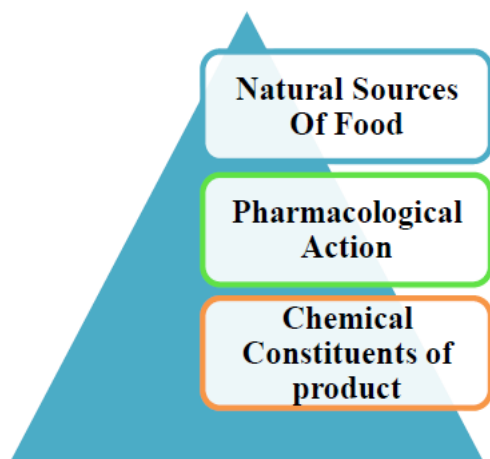 Natural Sources
Of Food
Pharmacological
Action
Chemical
Constituents of
product